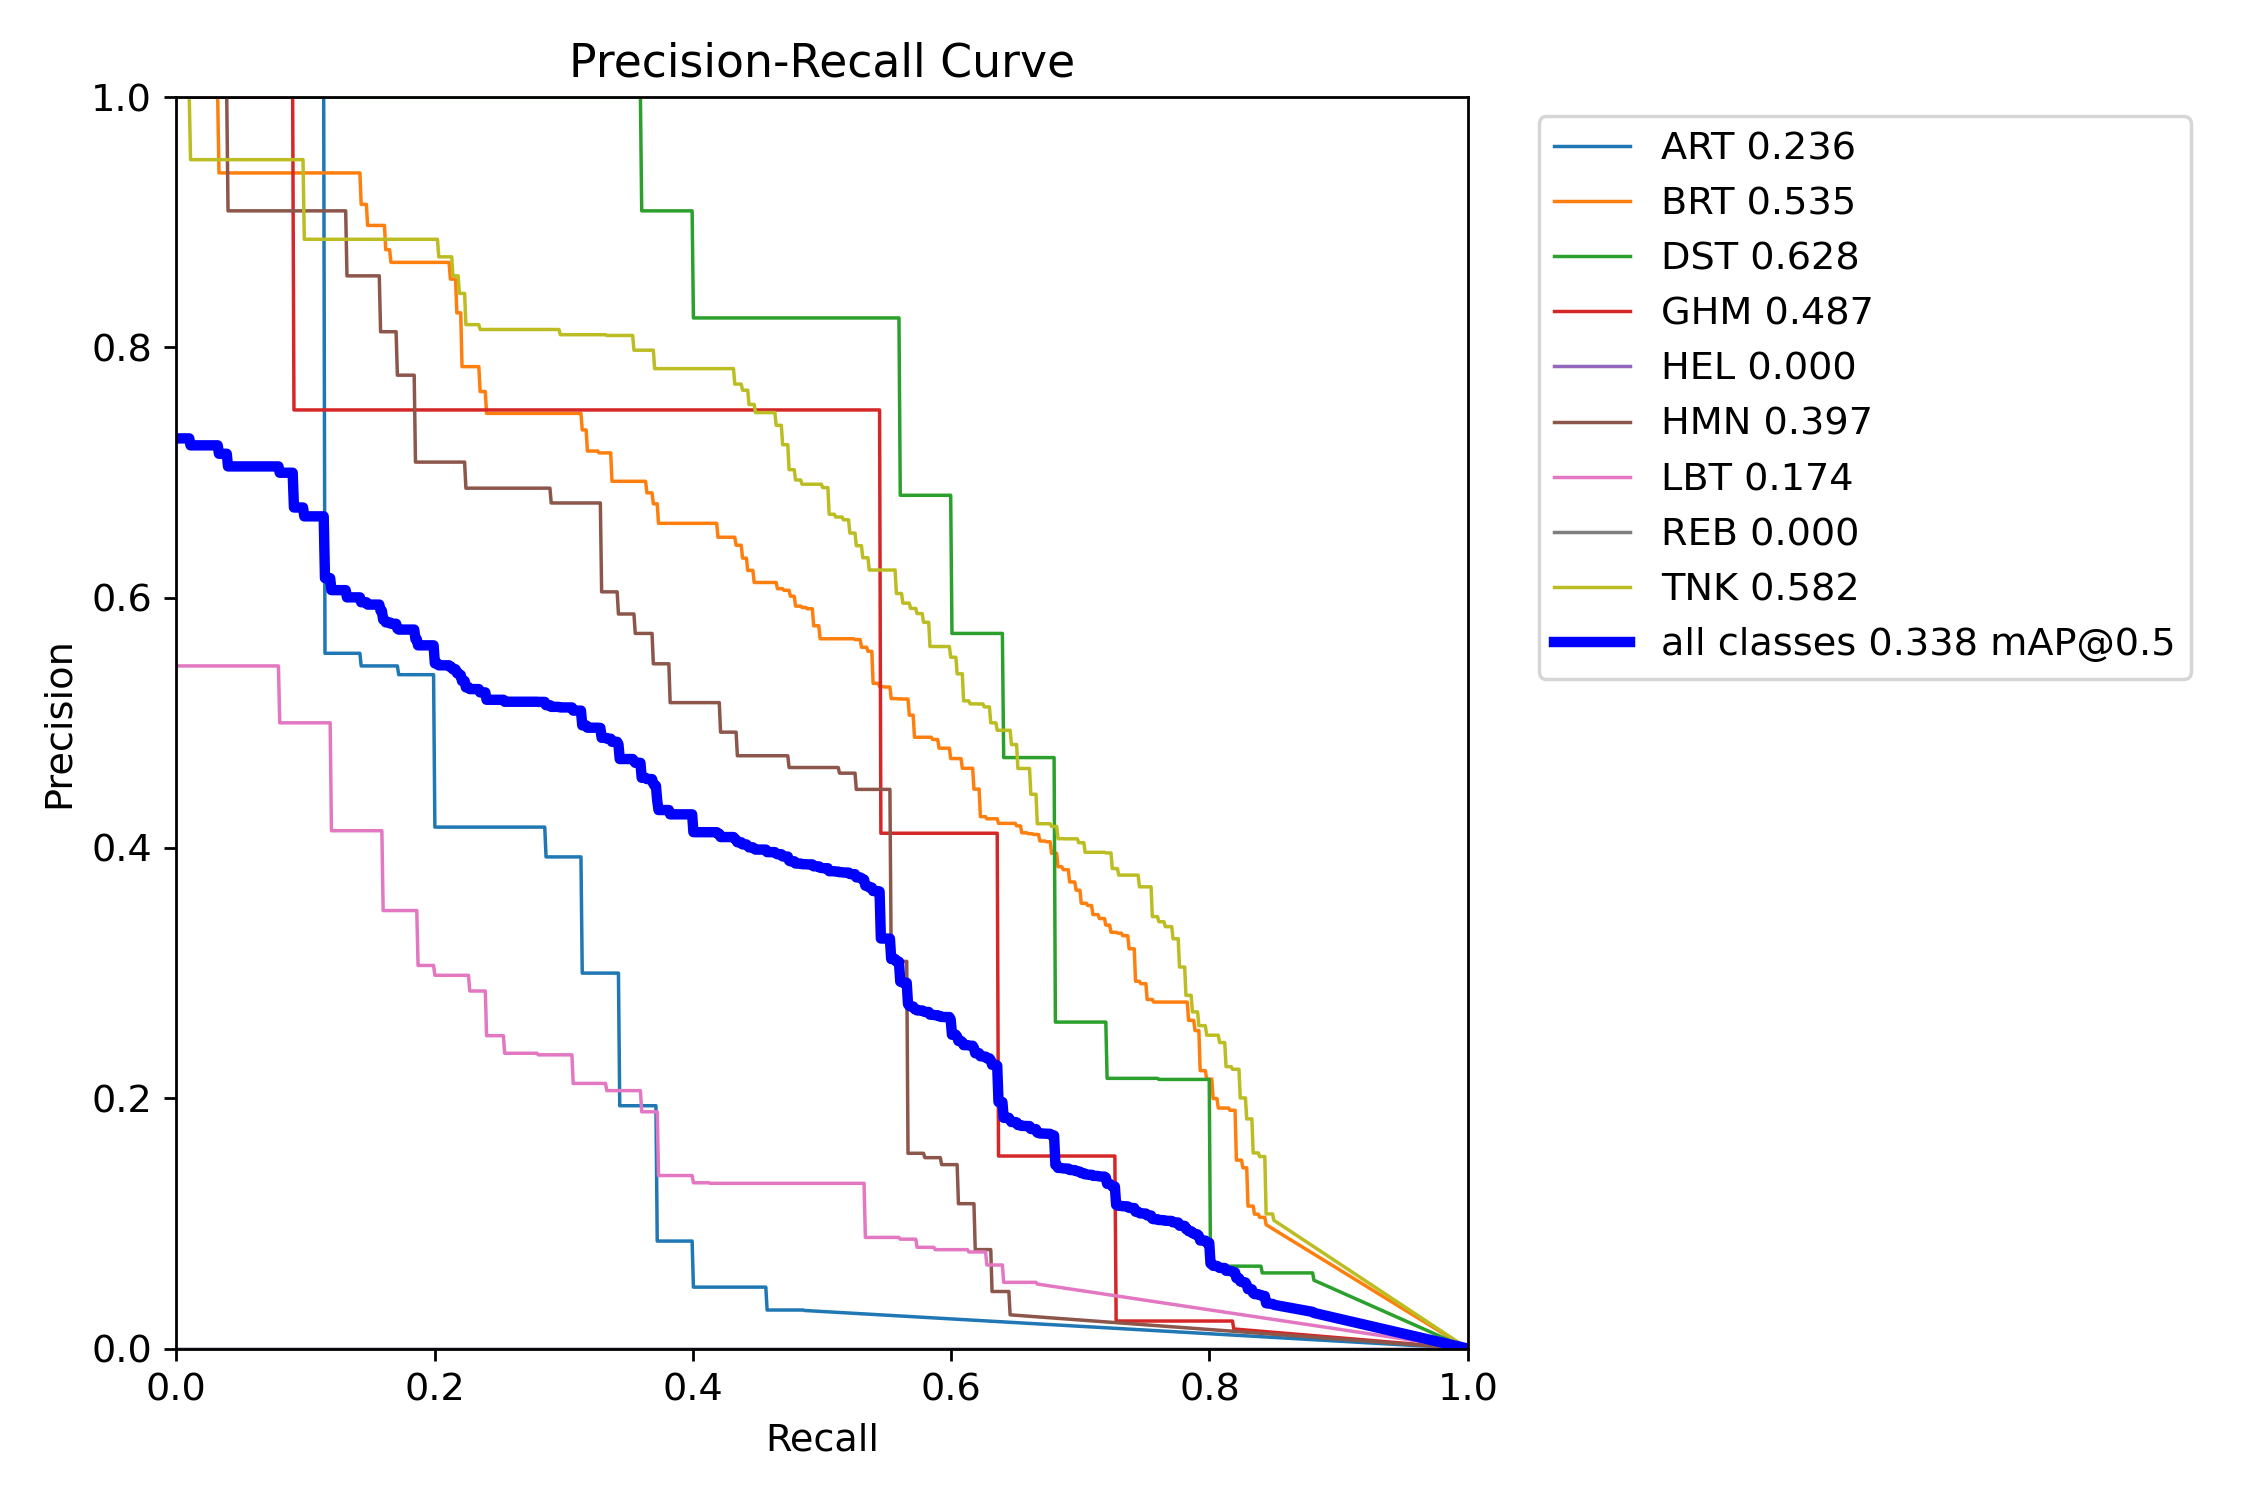 Precision-Recall Curve
1.0
0.8
0.6
0.4
0.2
0.0
Precision
0.0 0.2 0.4 0.6 0.8 1.0
Recall
ART 0.236
BRT 0.535
DST 0.628
GHM 0.487
HEL 0.000
HMN 0.397
LBT 0.174
REB 0.000
TNK 0.582
all classes 0.338 mAP@0.5